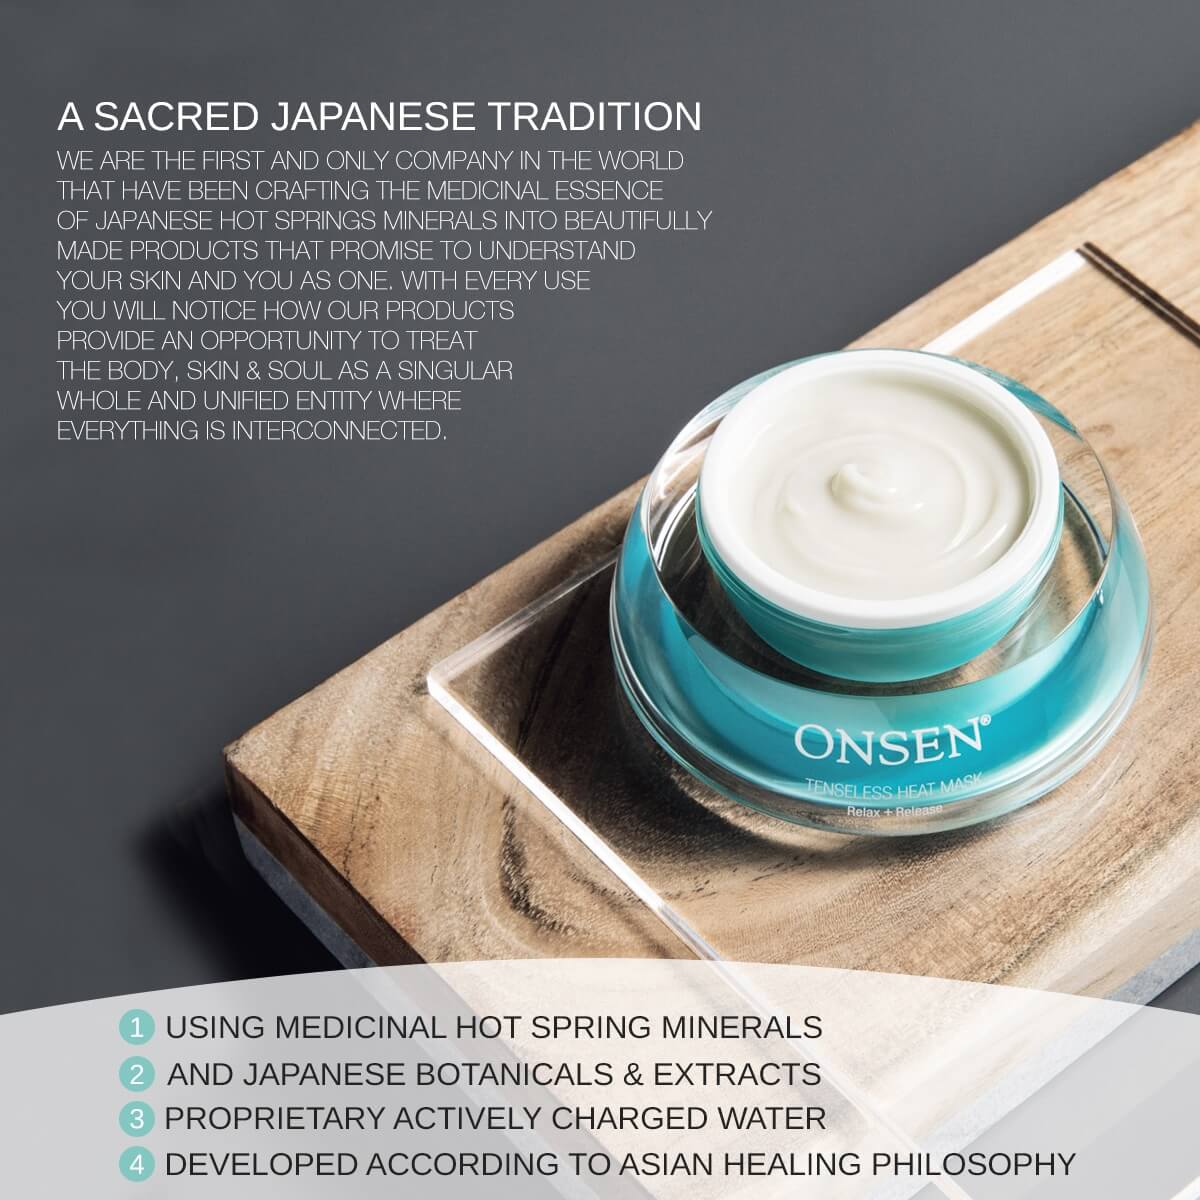 A SACRED JAPANESE TRADITION
WE ARE THE FIRST AND ONLY COMPANY IN THE WORLD
THAT HAVE BEEN CRAFTING THE MEDICINAL ESSENCE
OF JAPANESE HOT SPRINGS MINERALS INTO BEAUTIFULLY
MADE PRODUCTS THAT PROMISE TO UNDERSTAND
YOUR SKIN AND YOU AS ONE. WITH EVERY USE
YOU WILL NOTICE HOW OUR PRODUCTS
PROVIDE AN OPPORTUNITY TO TREAT
THE BODY, SKIN & SOUL AS A SINGULAR
WHOLE AND UNIFIED ENTITY WHERE
EVERYTHING IS INTERCONNECTED.
ONSEN®
TENSELESS HEAT MASK
Relax + Release
1 USING MEDICINAL HOT SPRING MINERALS
2 AND JAPANESE BOTANICALS & EXTRACTS
3 PROPRIETARY ACTIVELY CHARGED WATER
4 DEVELOPED ACCORDING TO ASIAN HEALING PHILOSOPHY